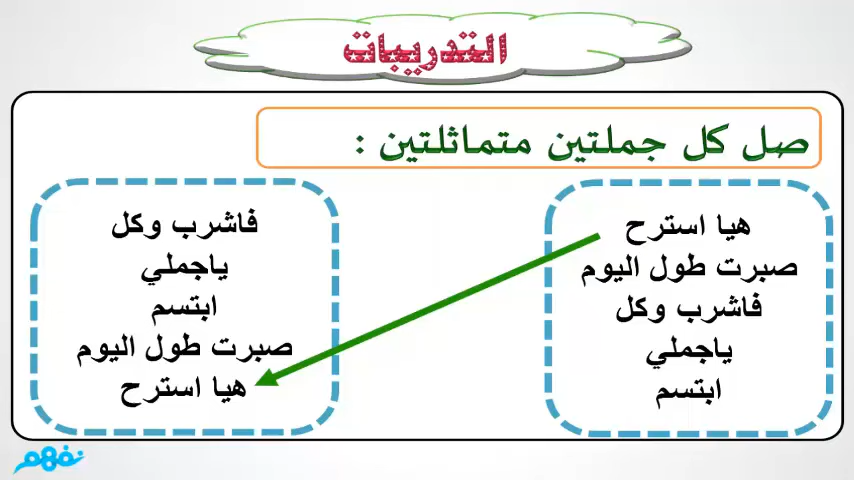 التدريبات
صل كل جملتين متماثلتين :
هيا استرح
صبرت طول اليوم
فاشرب وكل
ياجملي
ابتسم
فاشرب وكل
ياجملي
ابتسم
صبرت طول اليوم
هيا استرح
نفهم